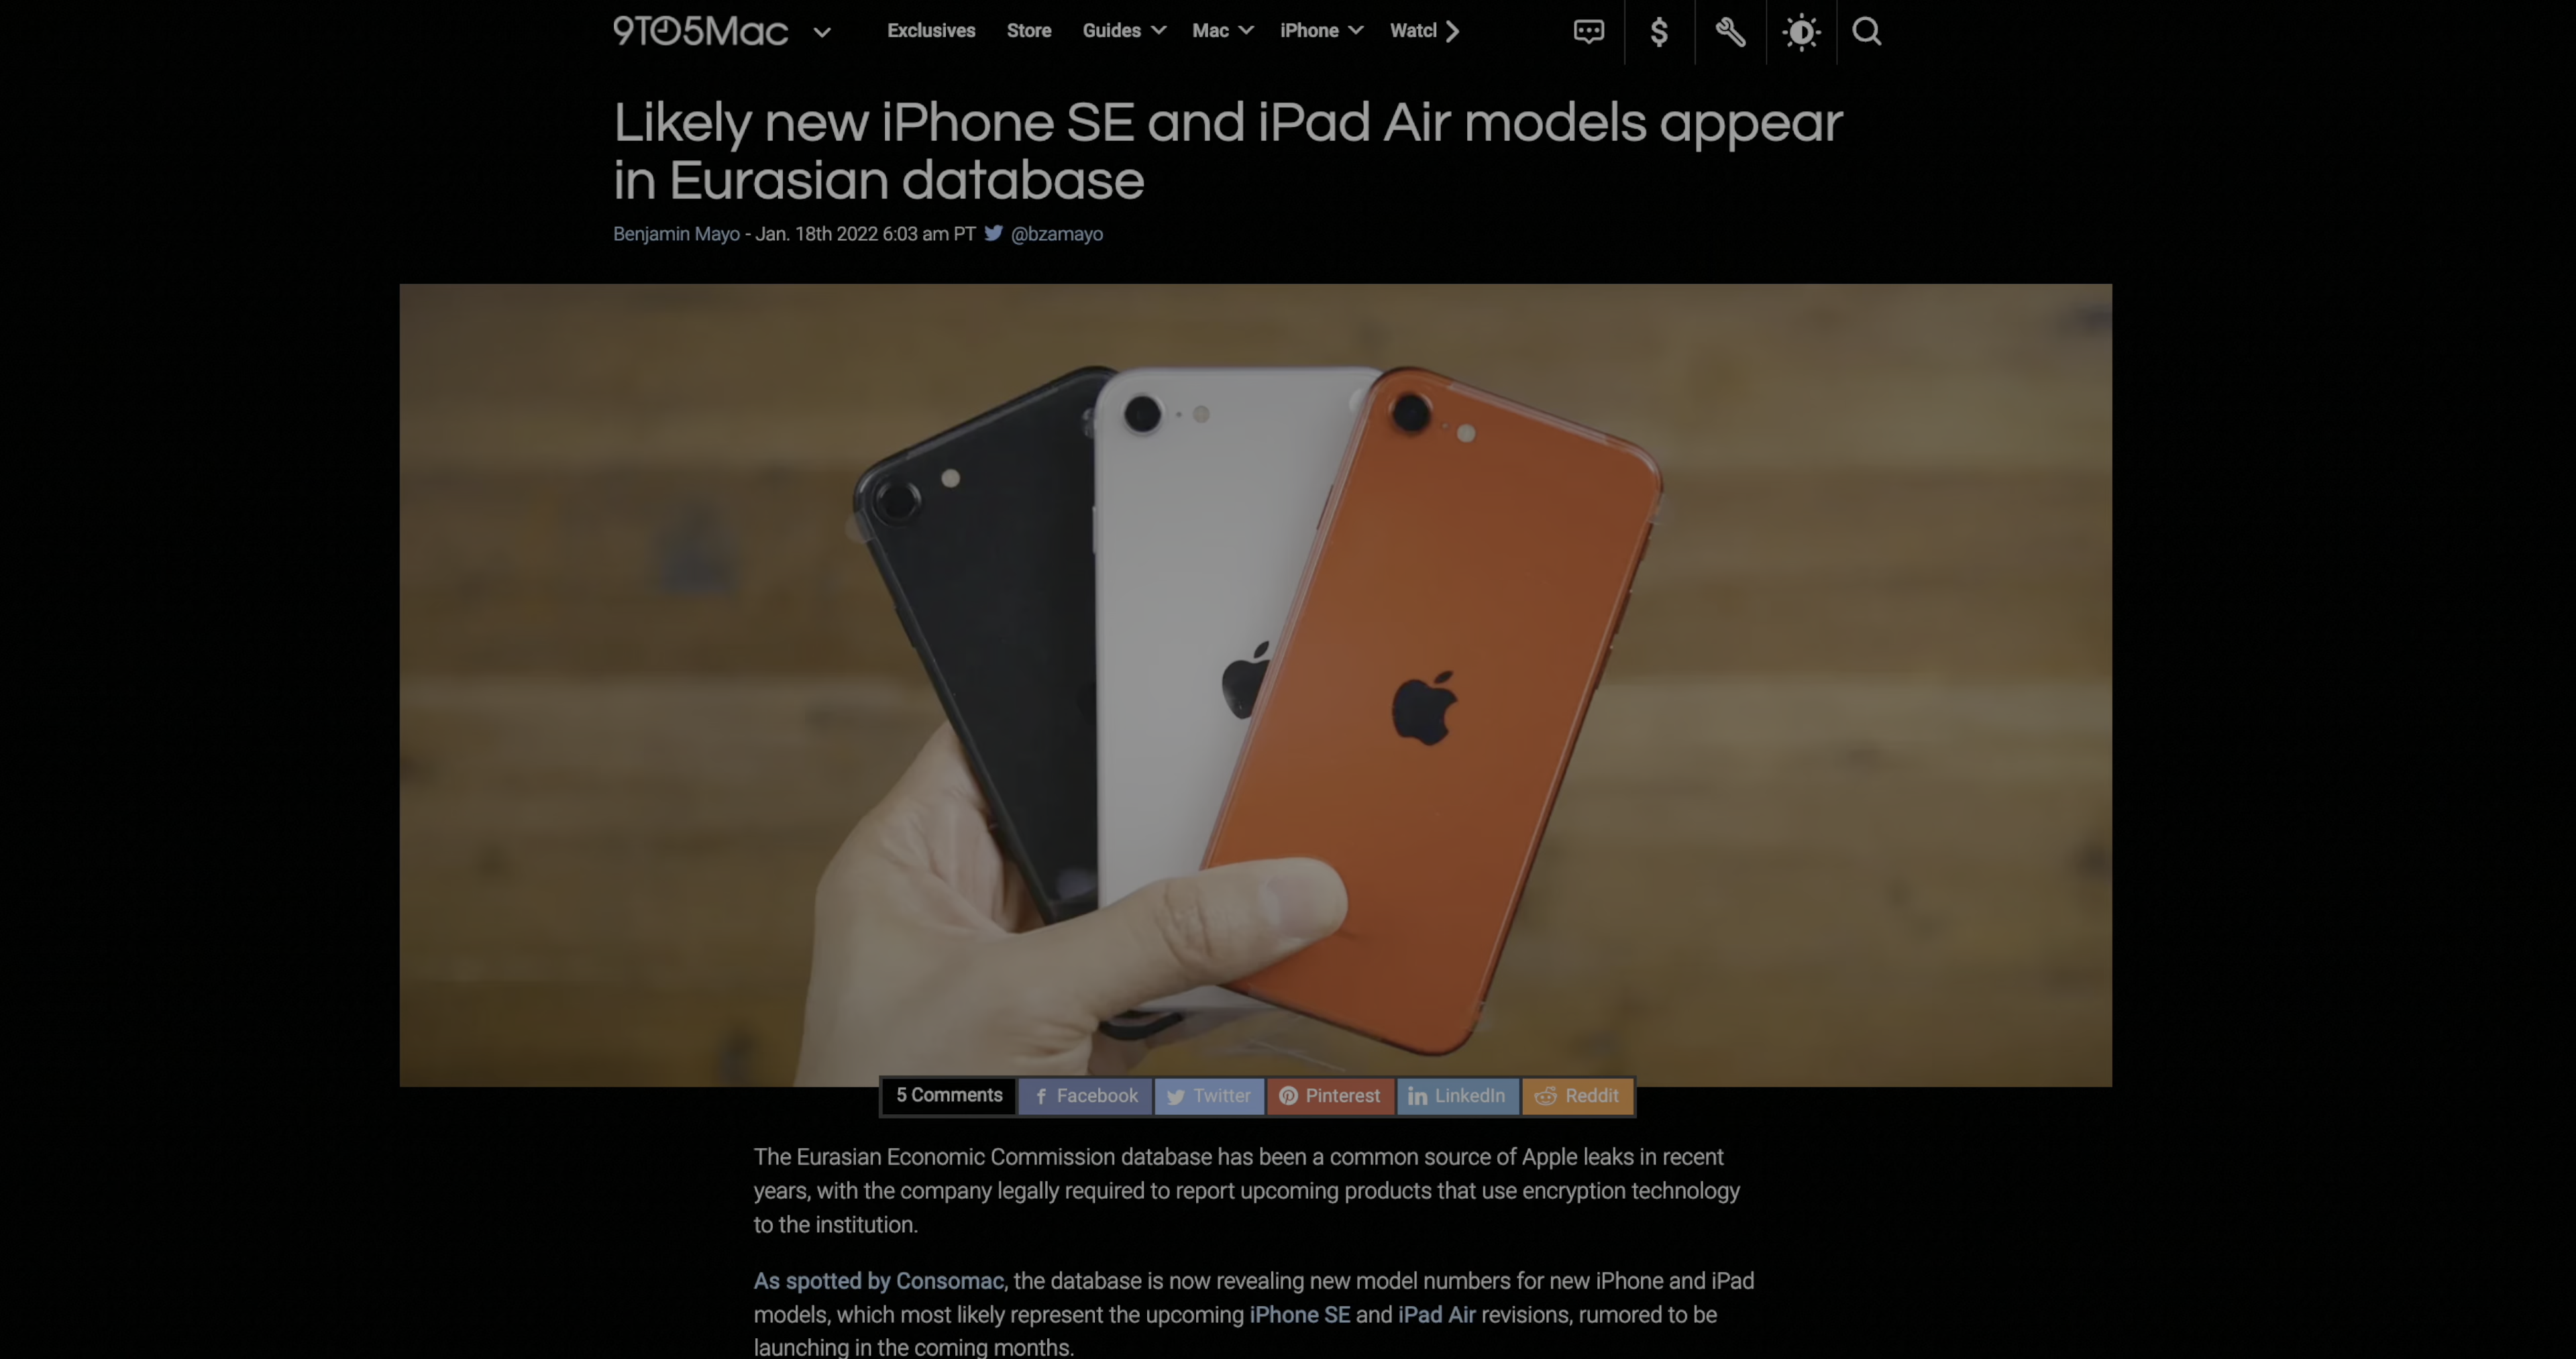 9TO5Mac Exclusives Store Guides Mac iPhone Watcl
Likely new iPhone SE and iPad Air models appear
in Eurasian database
Benjamin Mayo - Jan. 18th 2022 6:03 am PT @bzamayo
5 Comments Facebook Twitter Pinterest LinkedIn Reddit
The Eurasian Economic Commission database has been a common source of Apple leaks in recent
years, with the company legally required to report upcoming products that use encryption technology
to the institution.
As spotted by Consomac, the database is now revealing new model numbers for new iPhone and iPad
models, which most likely represent the upcoming iPhone SE and iPad Air revisions, rumored to be
launching in the coming months.